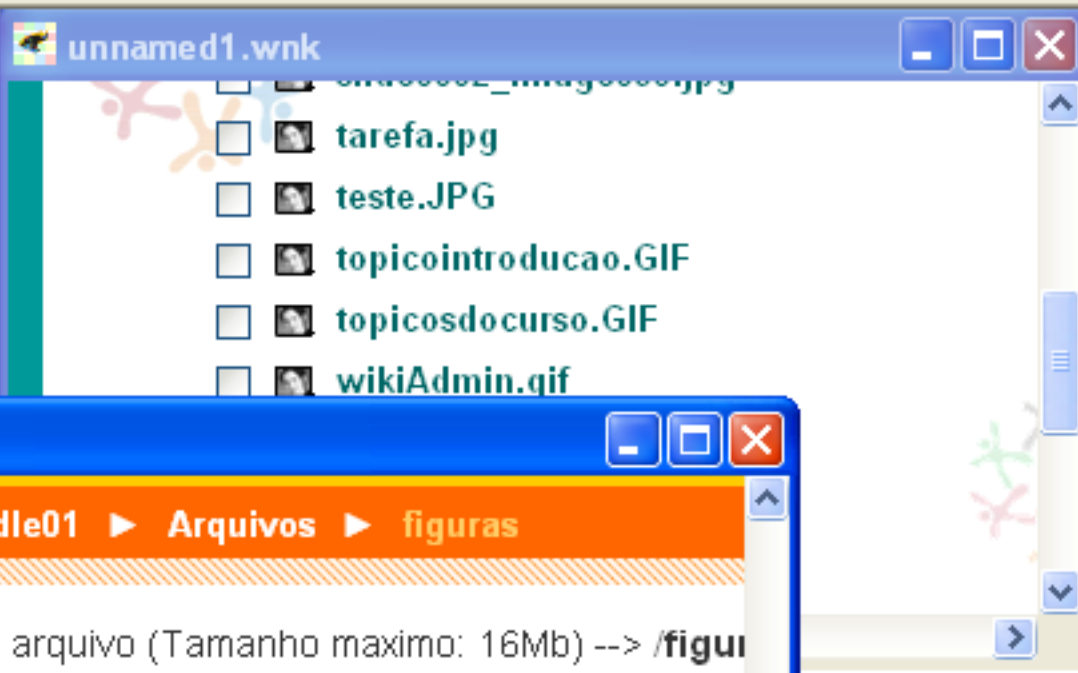 unnamed1.wnk
tarefa.jpg
teste.JPG
topicointroducao.GIF
topicosdocurso.GIF
wikiAdmin.gif
dle01 ► Arquivos ► figuras
arquivo (Tamanho maximo: 16Mb) --> /figur